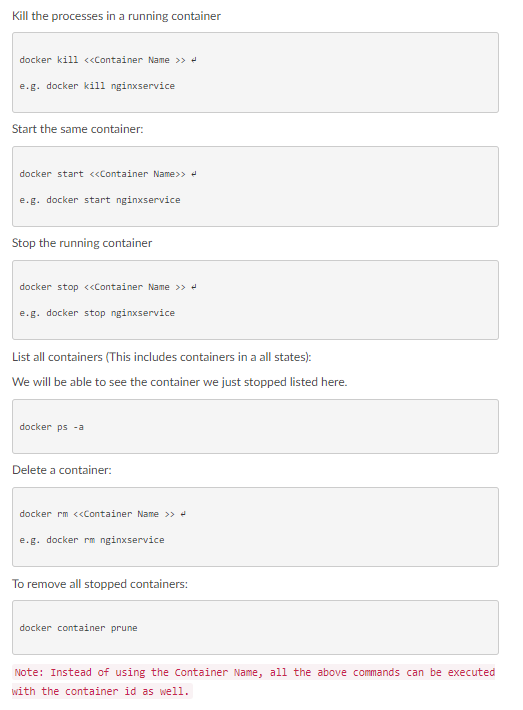 Kill the processes in a running container
docker kill <<Container Name >> ↲
e.g. docker kill nginxservice
Start the same container:
docker start <<Container Name>> ↲
e.g. docker start nginxservice
Stop the running container
docker stop <<Container Name >> ↲
e.g. docker stop nginxservice
List all containers (This includes containers in a all states):
We will be able to see the container we just stopped listed here.
docker ps -a
Delete a container:
docker rm <<Container Name >> ↲
e.g. docker rm nginxservice
To remove all stopped containers:
docker container prune
Note: Instead of using the Container Name, all the above commands can be executed
with the container id as well.